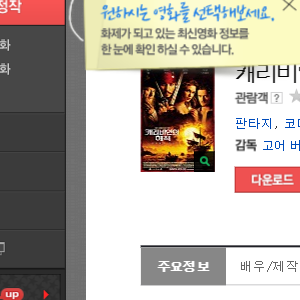 정작
화
화
up
원하시는 영화를 선택해보세요.
화제가 되고 있는 최신영화 정보를
한 눈에 확인 하실 수 있습니다.
캐리비안
관람객 ?
판타지, 코미
감독 고어 버
캐리비안의
해적
다운로드
주요정보
배우/제작